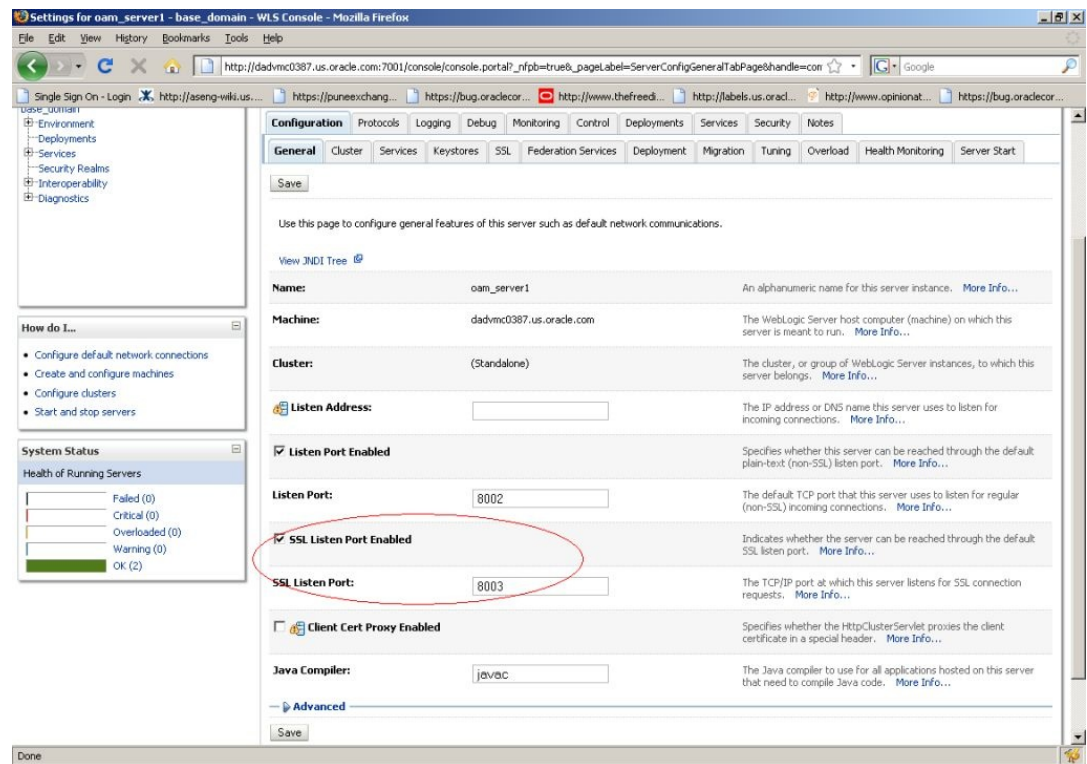 Settings for oam_server1 - base_domain - WLS Console - Mozilla Firefox
File Edit View History Bookmarks Tools Help
http://dadvmc0387.us.oracle.com:7001/console/console.portal?_nfpb=true&_pageLabel=ServerConfigGeneralTabPage&handle=con
Google
Single Sign On - Login http://aseng-wiki.us.... https://puneexchang... https://bug.oraclecor... http://www.thefreedi... http://labels.us.oracl... http://www.opinionat... https://bug.oraclecor...
base_domain
Environment
Deployments
Services
Security Realms
Interoperability
Diagnostics
How do I...
Configure default network connections
Create and configure machines
Configure clusters
Start and stop servers
System Status
Health of Running Servers
Failed (0)
Critical (0)
Overloaded (0)
Warning (0)
OK (2)
Configuration Protocols Logging Debug Monitoring Control Deployments Services Security Notes
General Cluster Services Keystores SSL Federation Services Deployment Migration Tuning Overload Health Monitoring Server Start
Save
Use this page to configure general features of this server such as default network communications.
View JNDI Tree
Name: oam_server1 An alphanumeric name for this server instance. More Info...
Machine: dadvmc0387.us.oracle.com The WebLogic Server host computer (machine) on which this
server is meant to run. More Info...
Cluster: (Standalone) The cluster, or group of WebLogic Server instances, to which this
server belongs. More Info...
Listen Address: The IP address or DNS name this server uses to listen for
incoming connections. More Info...
Listen Port Enabled Specifies whether this server can be reached through the default
plain-text (non-SSL) listen port. More Info...
Listen Port: 8002 The default TCP port that this server uses to listen for regular
(non-SSL) incoming connections. More Info...
SSL Listen Port Enabled Indicates whether the server can be reached through the default
SSL listen port. More Info...
SSL Listen Port: 8003 The TCP/IP port at which this server listens for SSL connection
requests. More Info...
Client Cert Proxy Enabled Specifies whether the HttpClusterServlet proxies the client
certificate in a special header. More Info...
Java Compiler: javac The Java compiler to use for all applications hosted on this server
that need to compile Java code. More Info...
Advanced
Save
Done